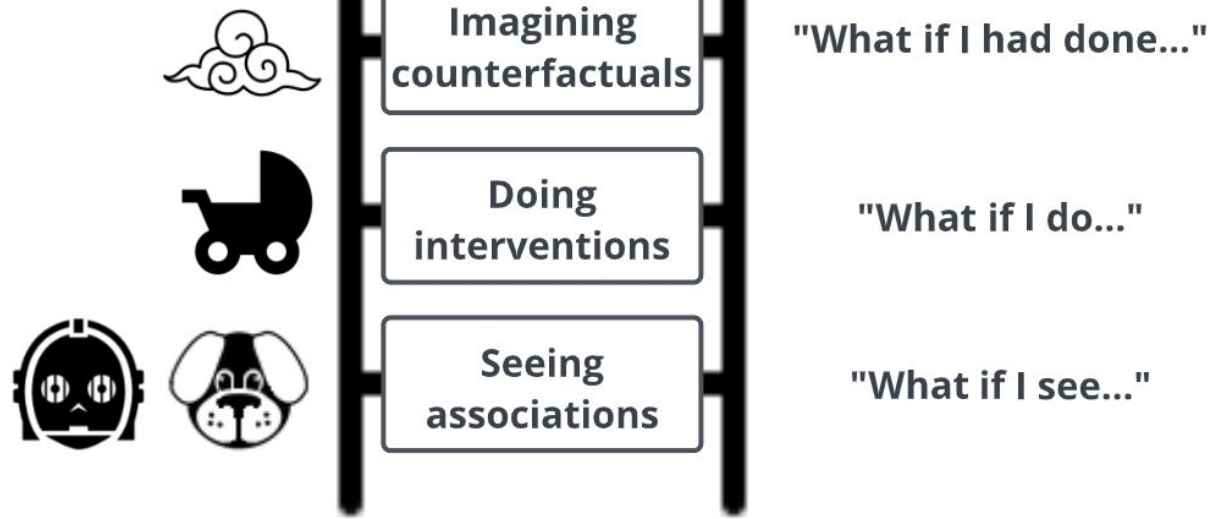 Imagining
counterfactuals
"What if I had done..."
Doing
interventions
"What if I do..."
Seeing
associations
"What if I see..."